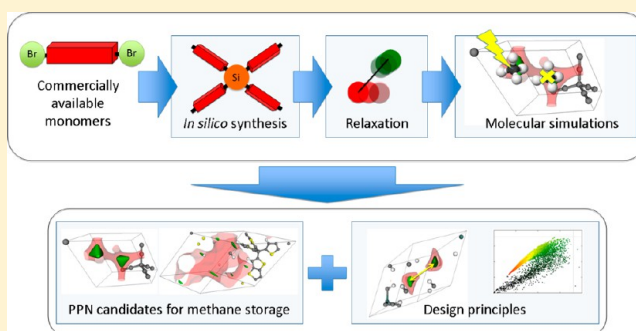 Br
Br
Commercially
available
monomers
Si
In silico synthesis
Relaxation
Molecular simulations
PPN candidates for methane storage
Design principles